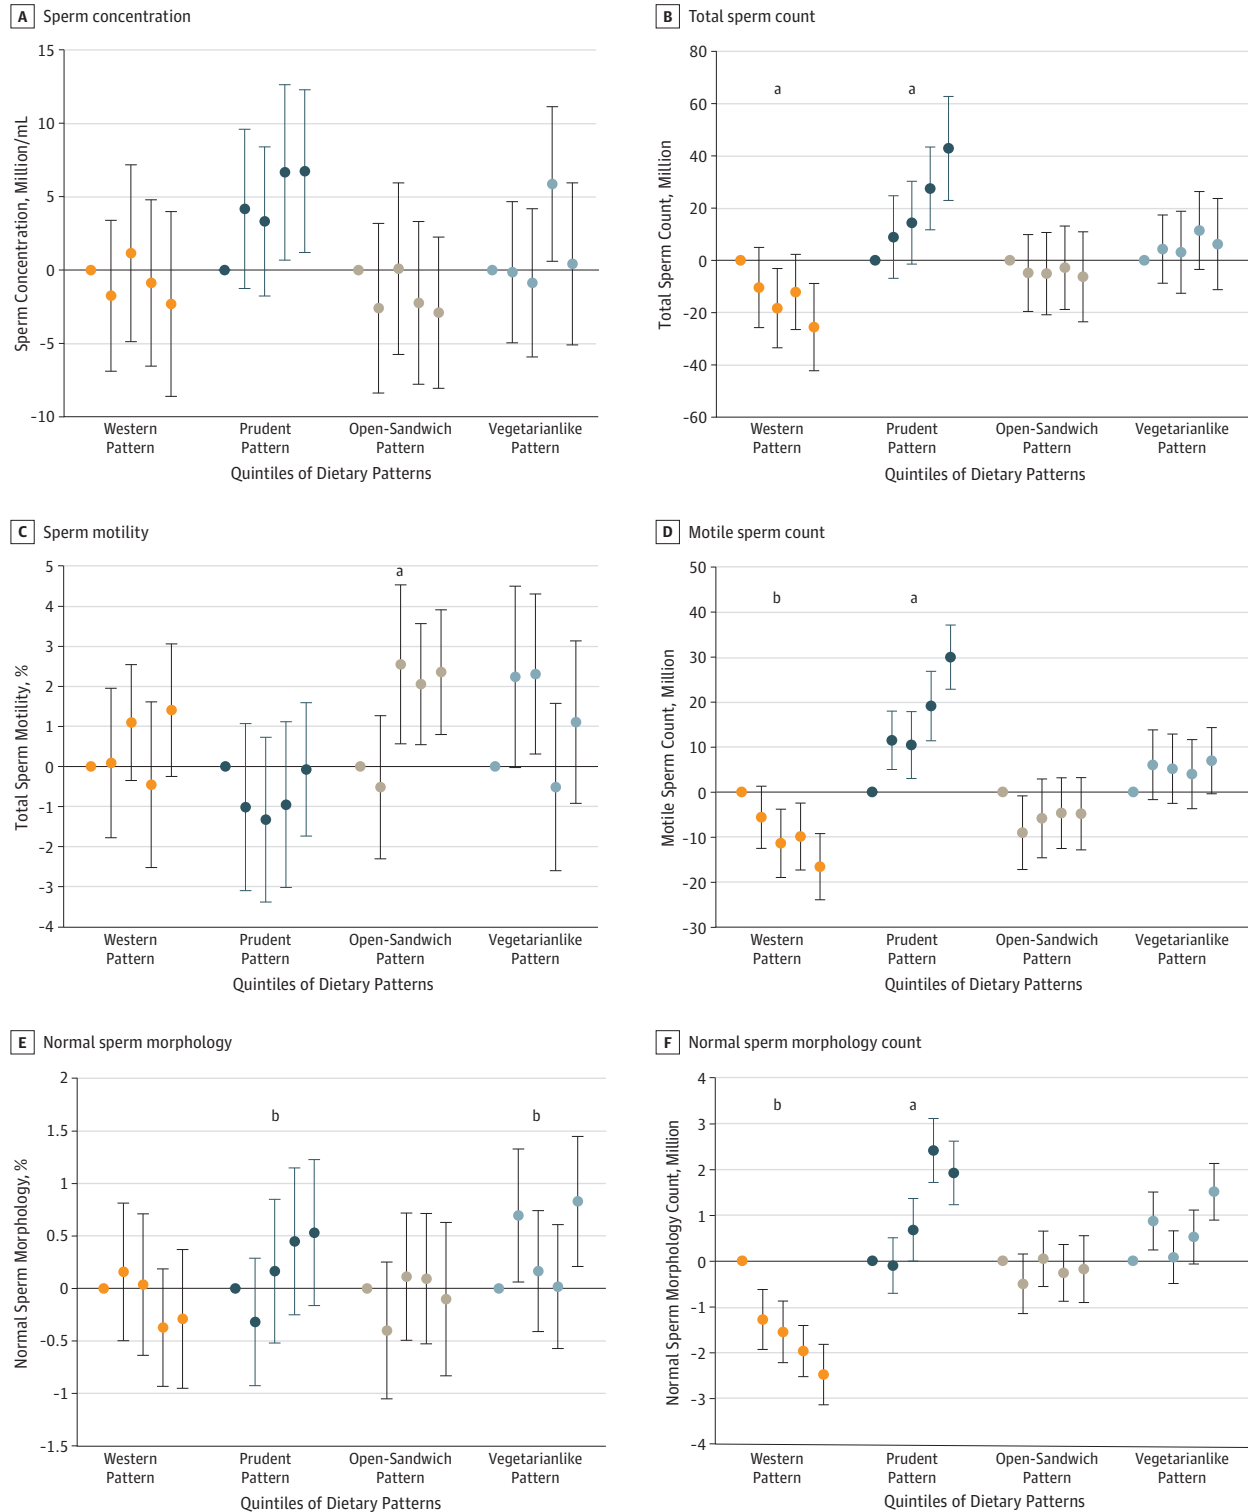 A Sperm concentration
15
10
5
0
-5
-10
Sperm Concentration, Million/mL
Western Pattern
Prudent Pattern
Open-Sandwich Pattern
Vegetarianlike Pattern
Quintiles of Dietary Patterns
B Total sperm count
80
60
40
20
0
-20
-40
-60
Total Sperm Count, Million
a
a
Western Pattern
Prudent Pattern
Open-Sandwich Pattern
Vegetarianlike Pattern
Quintiles of Dietary Patterns
C Sperm motility
5
4
3
2
1
0
-1
-2
-3
-4
Total Sperm Motility, %
a
Western Pattern
Prudent Pattern
Open-Sandwich Pattern
Vegetarianlike Pattern
Quintiles of Dietary Patterns
D Motile sperm count
50
40
30
20
10
0
-10
-20
-30
Motile Sperm Count, Million
b
a
Western Pattern
Prudent Pattern
Open-Sandwich Pattern
Vegetarianlike Pattern
Quintiles of Dietary Patterns
E Normal sperm morphology
2
1.5
1
0.5
0
-0.5
-1
-1.5
Normal Sperm Morphology, %
b
b
Western Pattern
Prudent Pattern
Open-Sandwich Pattern
Vegetarianlike Pattern
Quintiles of Dietary Patterns
F Normal sperm morphology count
4
3
2
1
0
-1
-2
-3
-4
Normal Sperm Morphology Count, Million
b
a
Western Pattern
Prudent Pattern
Open-Sandwich Pattern
Vegetarianlike Pattern
Quintiles of Dietary Patterns